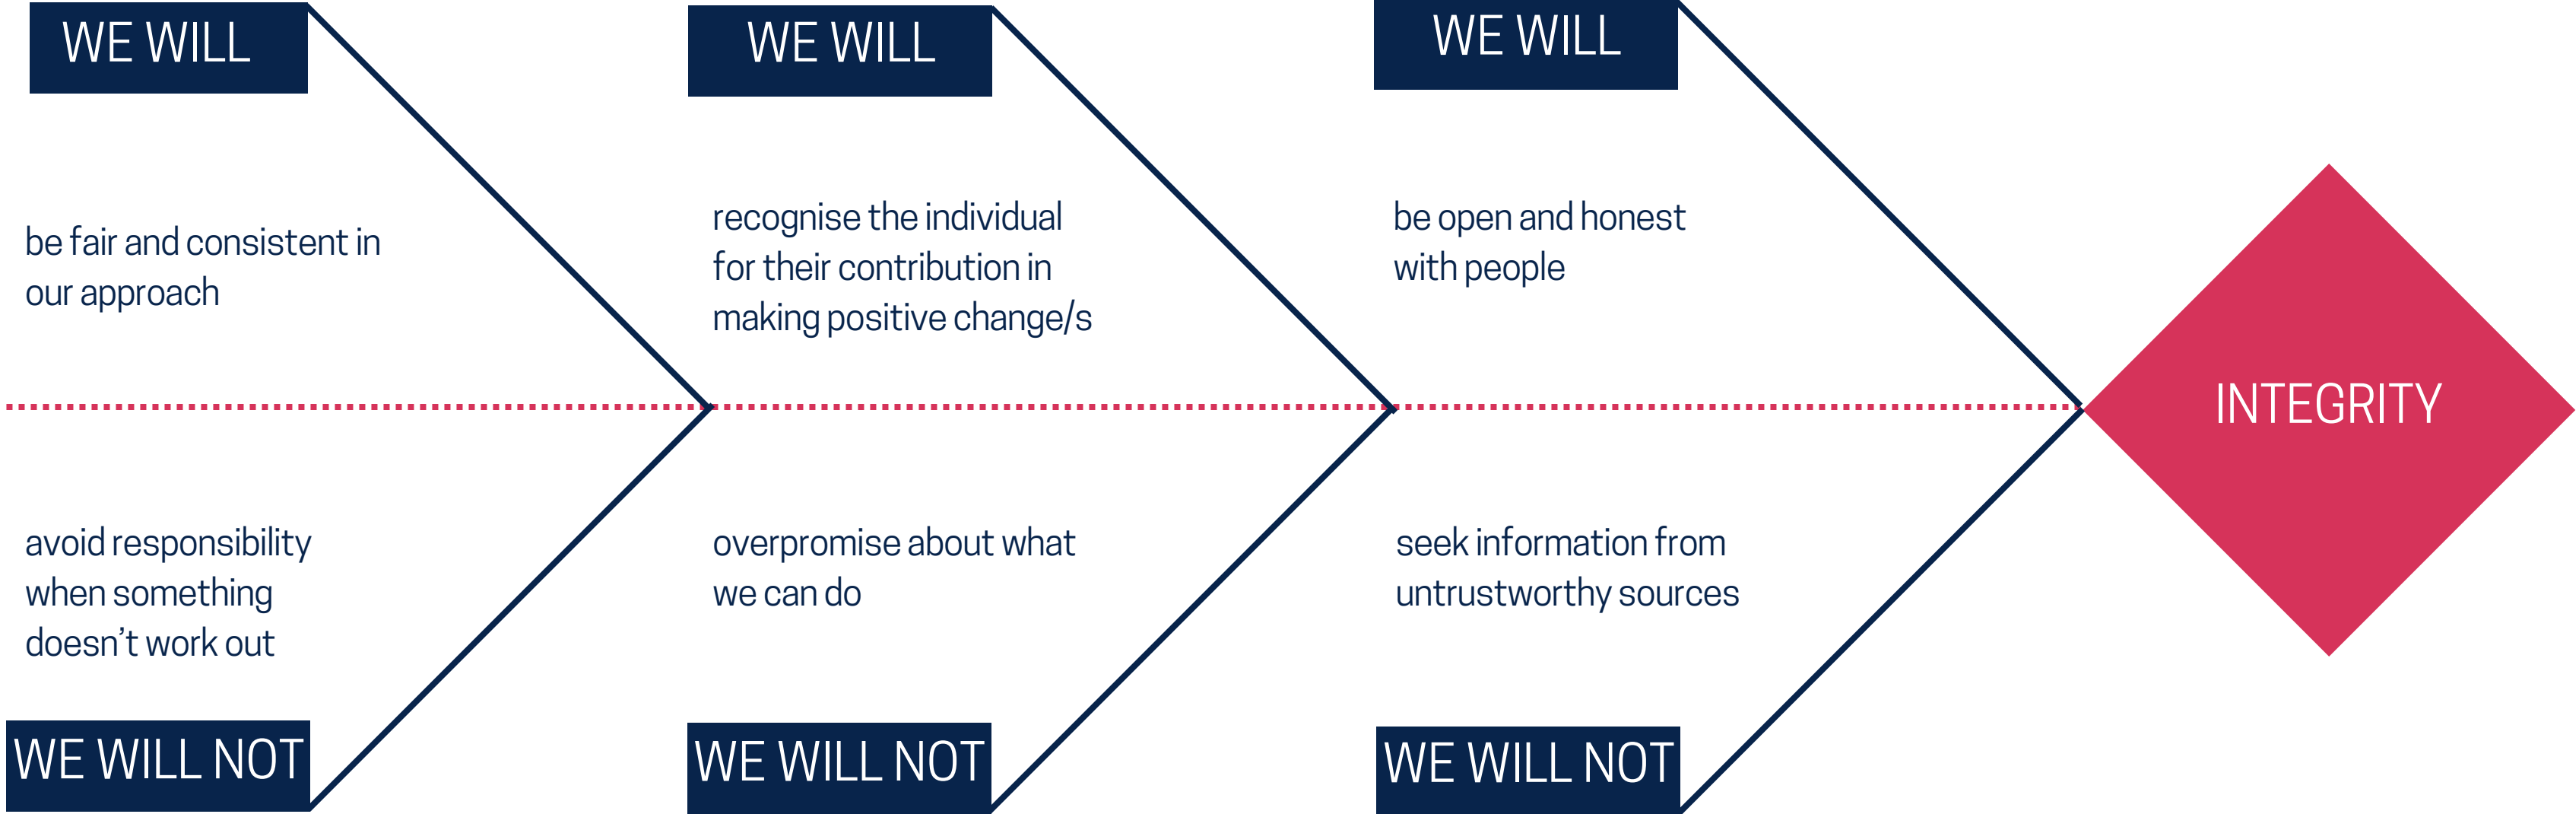 WE WILL
be fair and consistent in
our approach
avoid responsibility
when something
doesn’t work out
WE WILL NOT
WE WILL
recognise the individual
for their contribution in
making positive change/s
overpromise about what
we can do
WE WILL NOT
WE WILL
be open and honest
with people
seek information from
untrustworthy sources
WE WILL NOT
INTEGRITY